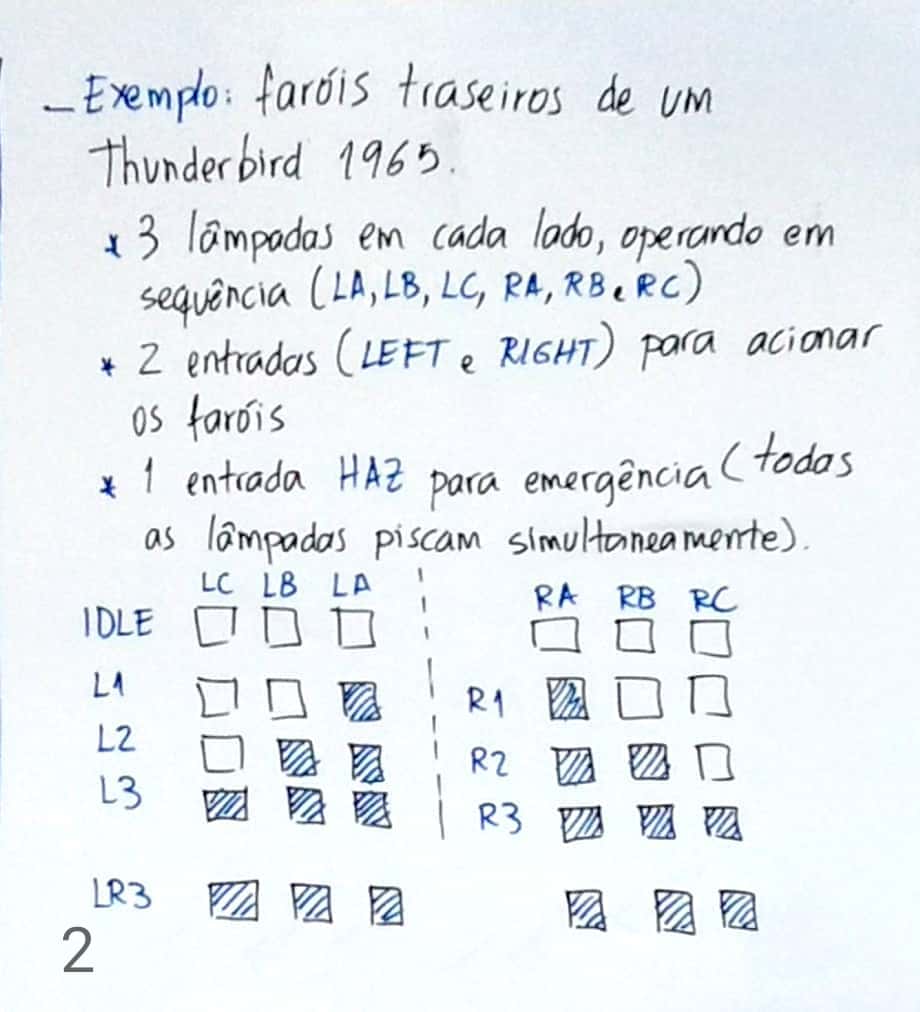 - Exemplo: faróis traseiros de um
Thunderbird 1965.
* 3 lâmpadas em cada lado, operando em
sequência (LA, LB, LC, RA, RB e RC)
* 2 entradas (LEFT e RIGHT) para acionar
os faróis
* 1 entrada HAZ para emergência (todas
as lâmpadas piscam simultaneamente).
LC LB LA RA RB RC
IDLE
L1 R1
L2 R2
L3 R3
LR3
2